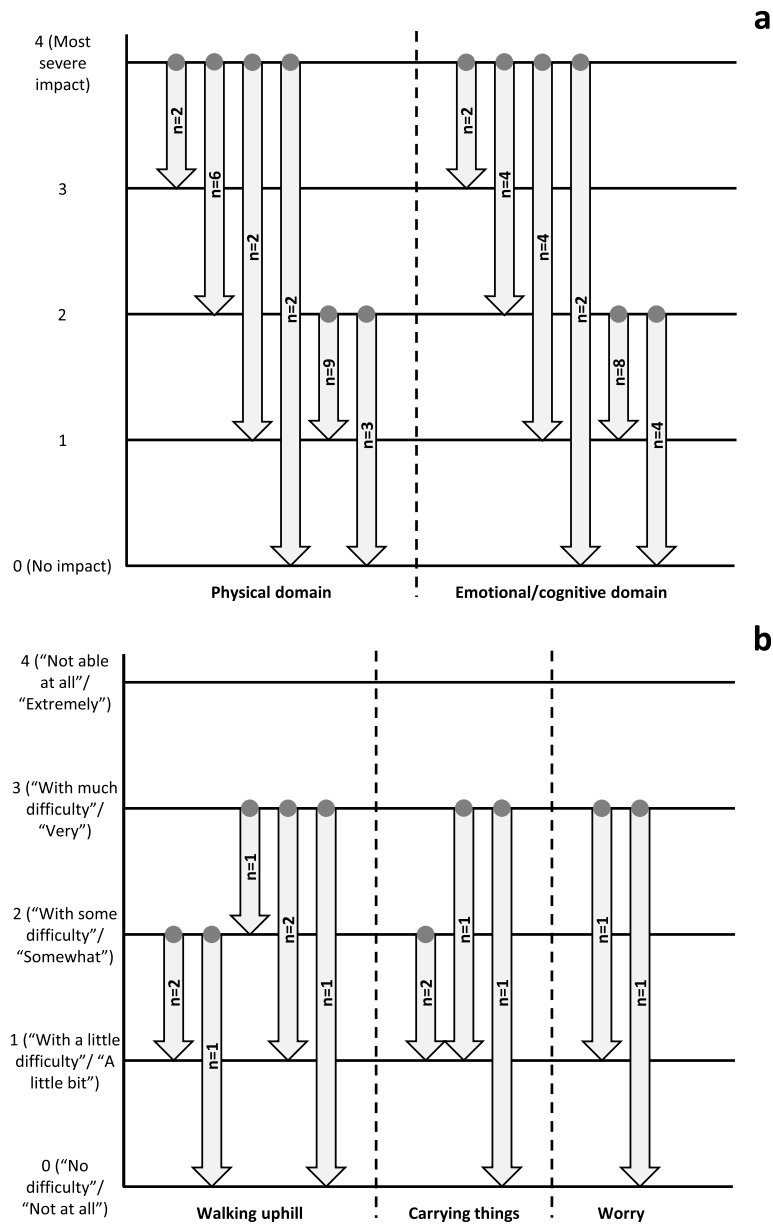 a
4 (Most
severe
impact)
n=2
n=6
n=2
n=2
n=9
n=3
n=2
n=4
n=4
n=2
n=8
n=4
3
2
1
0 (No impact)
Physical domain
Emotional/cognitive domain
b
4 (“Not able
at all”/
“Extremely”)
3 (“With much
difficulty”/
“Very”)
2 (“With some
difficulty”/
“Somewhat”)
1 (“With a little
difficulty”/ “A
little bit”)
0 (“No
difficulty”/
“Not at all”)
n=2
n=1
n=1
n=2
n=1
n=2
n=1
n=1
n=1
n=1
Walking uphill
Carrying things
Worry